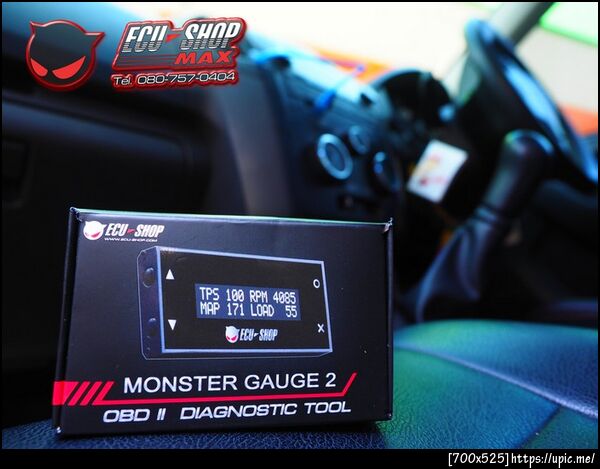 ECU-SHOP
MAX
Tel. 080-757-0404
ECU-SHOP
WWW.ECU-SHOP.COM
TPS 100 RPM 4085
MAP 171 LOAD 55
ECU-SHOP
MONSTER GAUGE 2
OBD II DIAGNOSTIC TOOL
[700x525]https://upic.me/